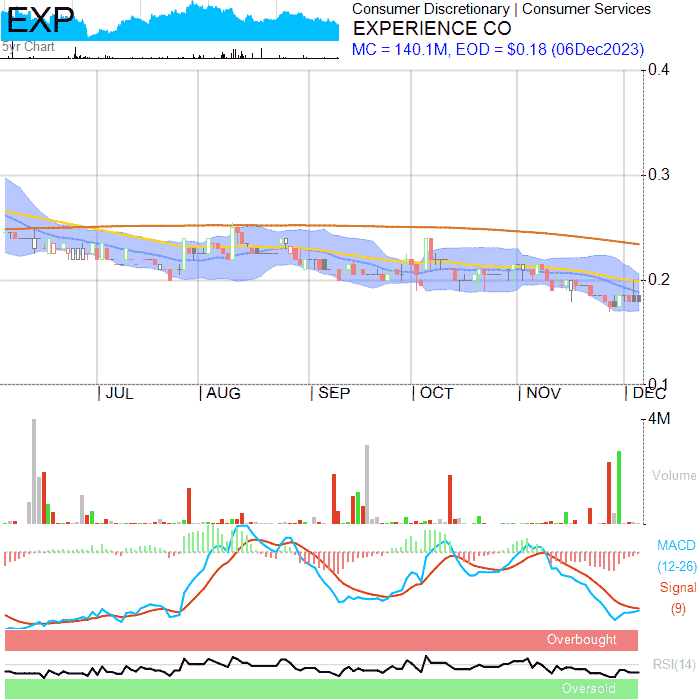 EXP
5yr Chart
Consumer Discretionary | Consumer Services
EXPERIENCE CO
MC = 140.1M, EOD = $0.18 (06Dec2023)
0.4
0.3
0.2
0.1
JUL
AUG
SEP
OCT
NOV
DEC
4M
Volume
MACD
(12-26)
Signal
(9)
Overbought
RSI(14)
Oversold